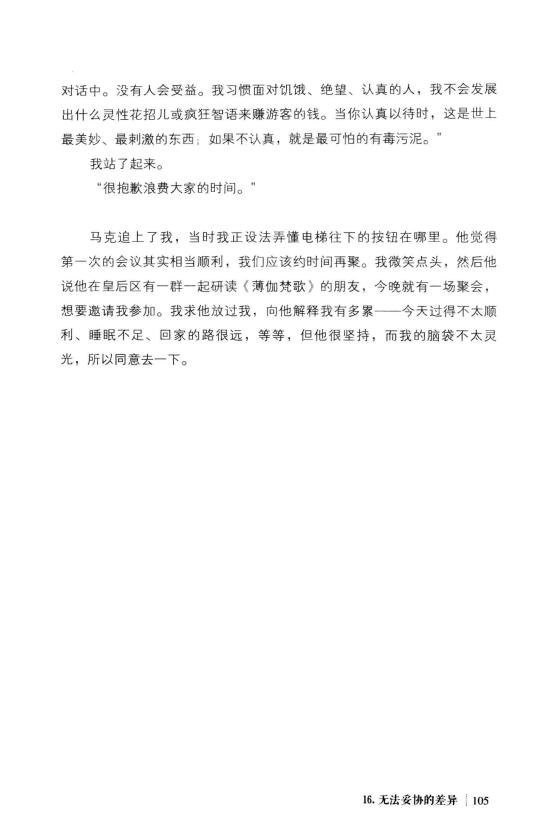 对话中。没有人会受益。我习惯面对饥饿、绝望、认真的人，我不会发展
出什么灵性花招儿或疯狂智语来赚游客的钱。当你认真以待时，这是世上
最美妙、最刺激的东西；如果不认真，就是最可怕的有毒污泥。”
我站了起来。
“很抱歉浪费大家的时间。”
马克追上了我，当时我正设法弄懂电梯往下的按钮在哪里。他觉得
第一次的会议其实相当顺利，我们应该约时间再聚。我微笑点头，然后他
说他在皇后区有一群一起研读《薄伽梵歌》的朋友，今晚就有一场聚会，
想要邀请我参加。我求他放过我，向他解释我有多累——今天过得不太顺
利、睡眠不足、回家的路很远，等等，但他很坚持，而我的脑袋不太灵
光，所以同意去一下。
16. 无法妥协的差异 105